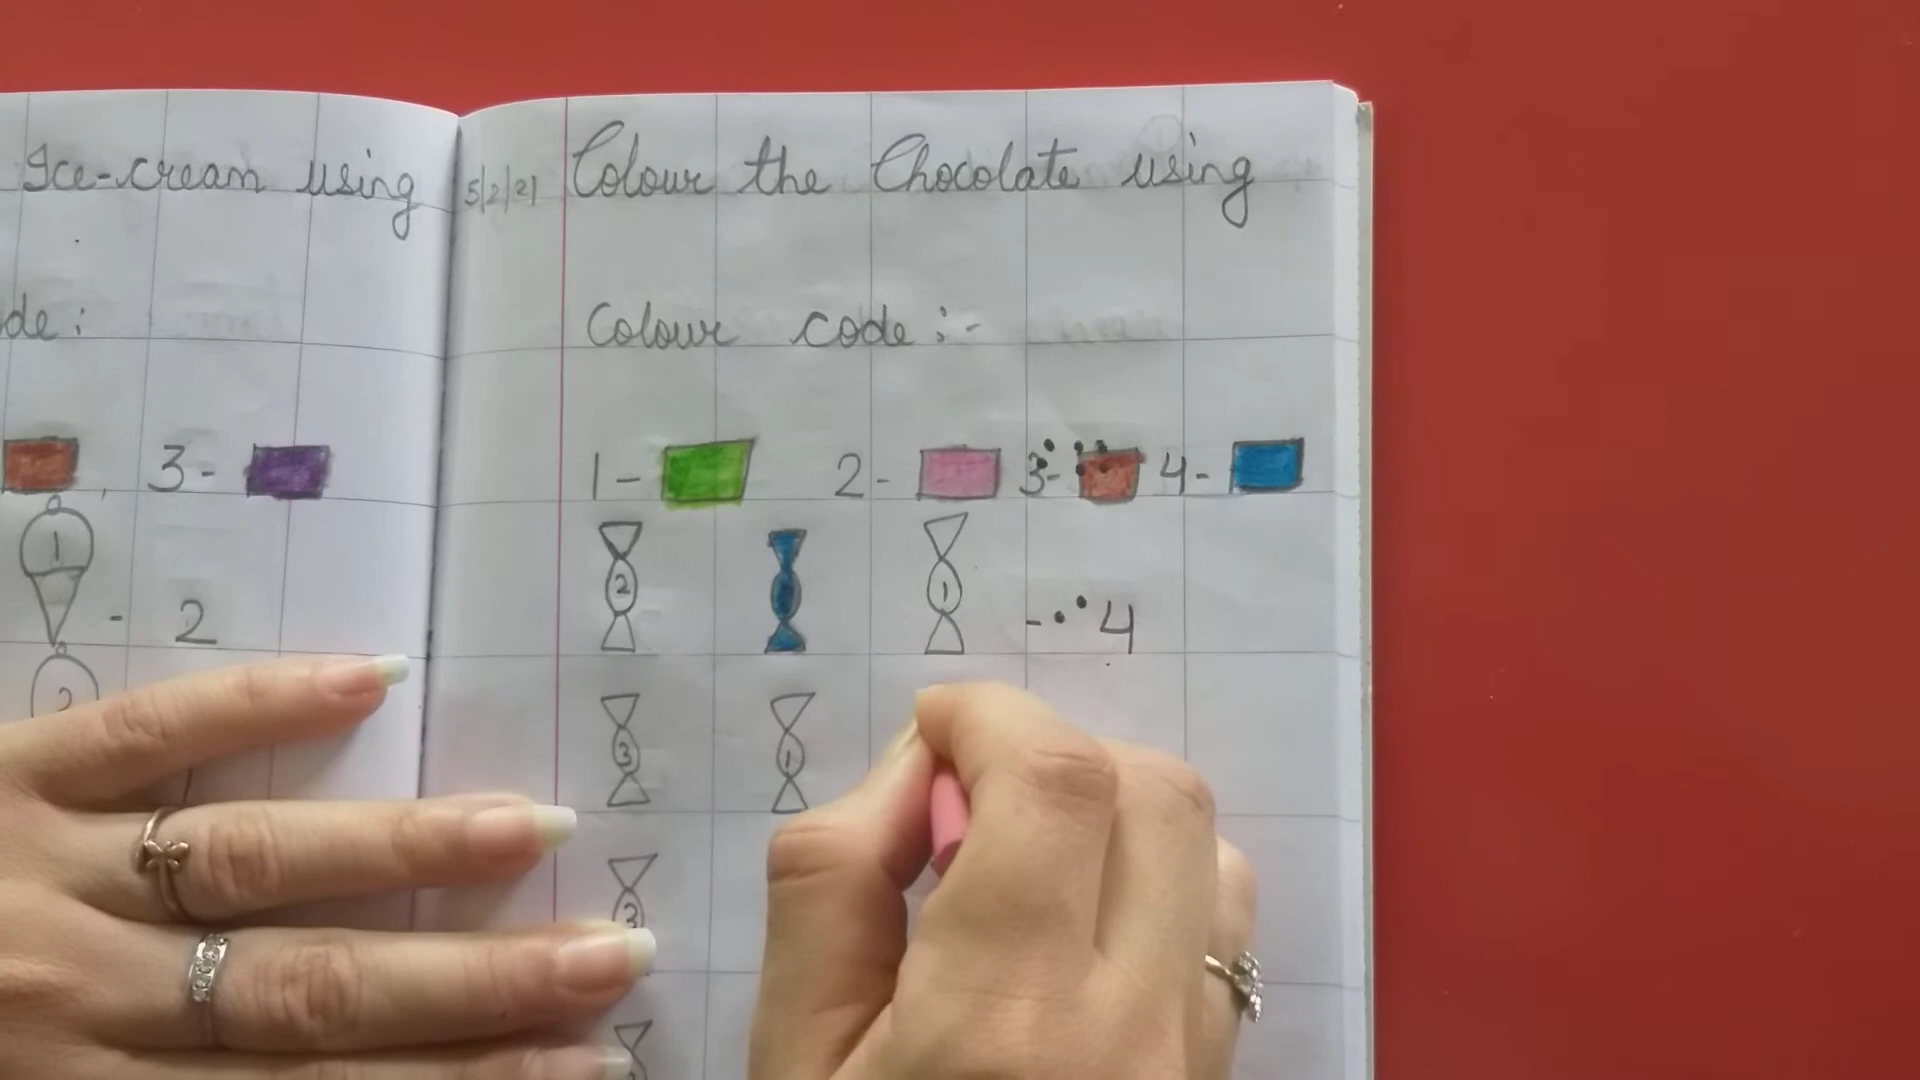 Ice-cream using
de:
3-
1
- 2
2
5/2/21 Colour the Chocolate using
Colour code :-
1- 2- 3- 4-
2 1 - 4
3 1
3